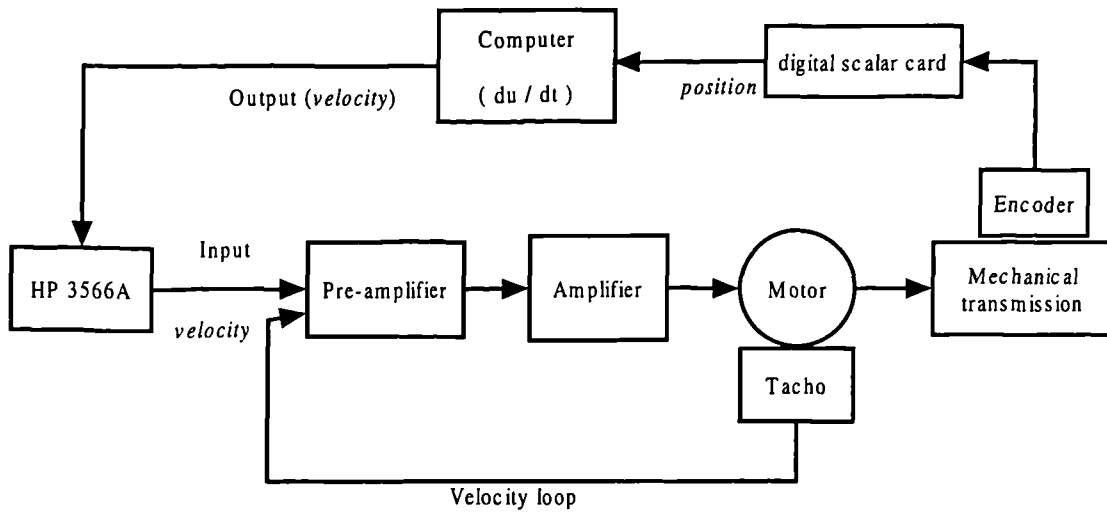 Computer
( du / dt )
digital scalar card
position
Output (velocity)
Encoder
Input
HP 3566A
velocity
Pre-amplifier
Amplifier
Motor
Mechanical
transmission
Tacho
Velocity loop